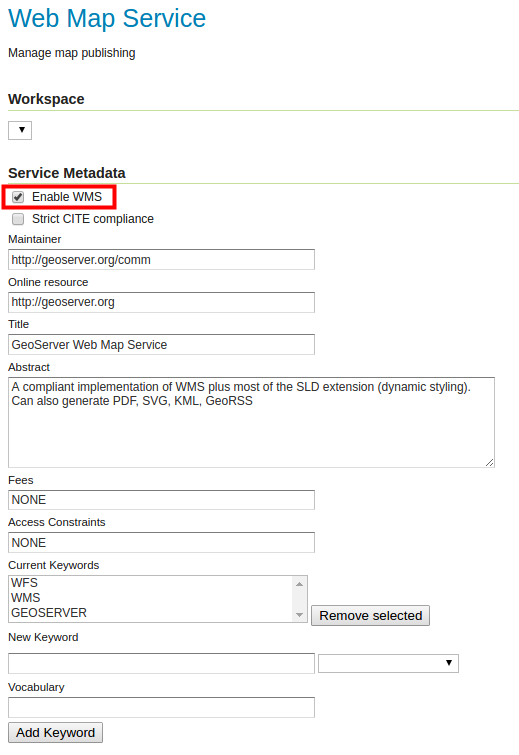 Web Map Service
Manage map publishing
Workspace
Service Metadata
Enable WMS
Strict CITE compliance
Maintainer
http://geoserver.org/comm
Online resource
http://geoserver.org
Title
GeoServer Web Map Service
Abstract
A compliant implementation of WMS plus most of the SLD extension (dynamic styling).
Can also generate PDF, SVG, KML, GeoRSS
Fees
NONE
Access Constraints
NONE
Current Keywords
WFS
WMS
GEOSERVER
Remove selected
New Keyword
Vocabulary
Add Keyword